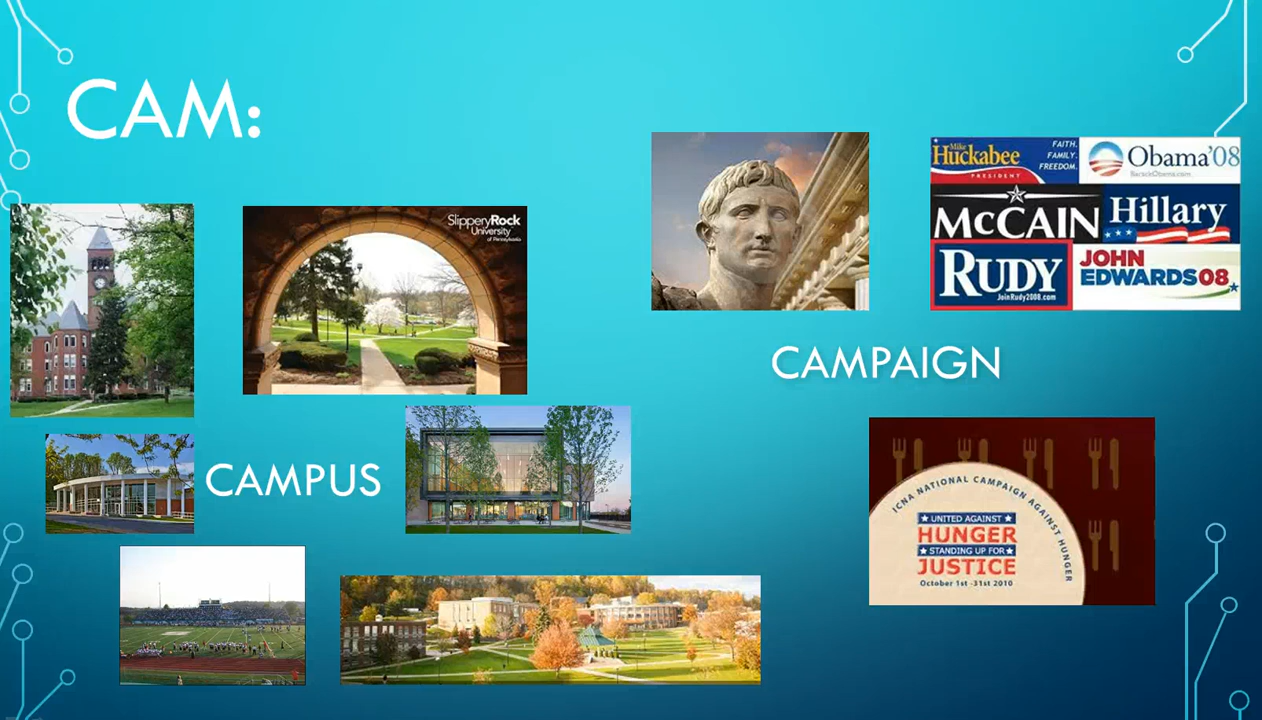 CAM:
SlipperyRock
University
of Pennsylvania
CAMPUS
Mike
Huckabee
PRESIDENT
FAITH.
FAMILY.
FREEDOM.
Obama'08
BarackObama.com
McCAIN
Hillary
RUDY
JoinRudy2008.com
JOHN
EDWARDS08
CAMPAIGN
ICNA NATIONAL CAMPAIGN AGAINST HUNGER
UNITED AGAINST
HUNGER
STANDING UP FOR
JUSTICE
October 1st -31st 2010